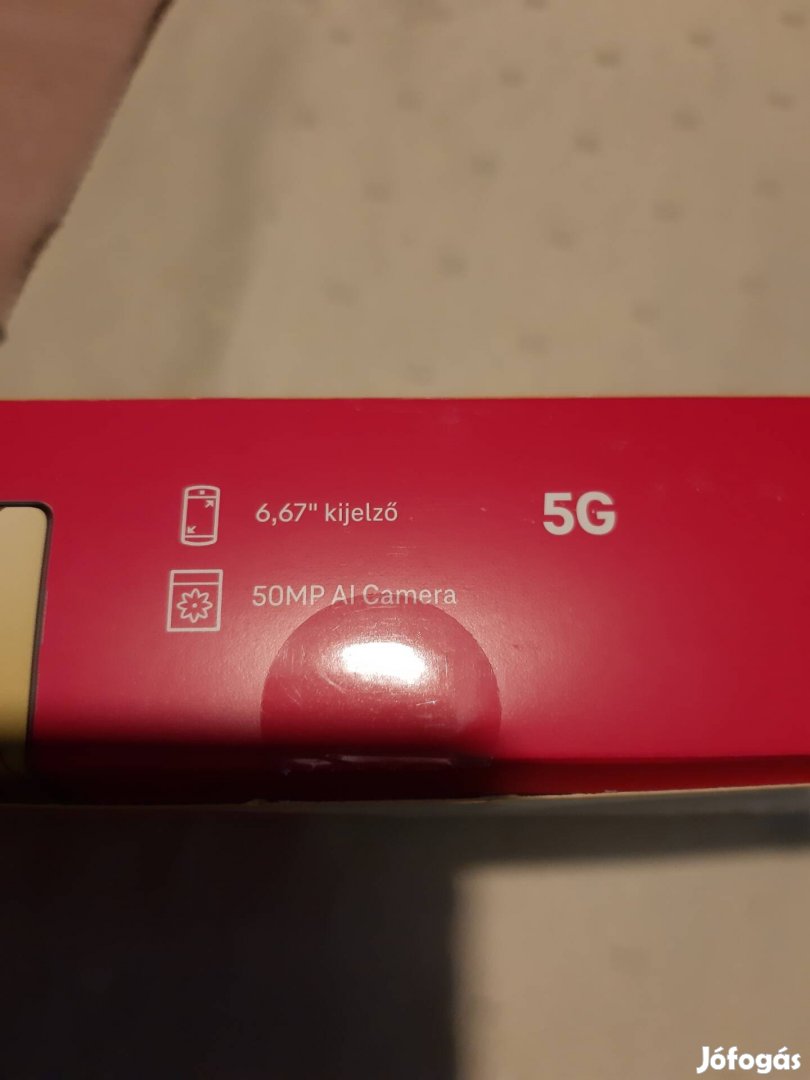 6,67" kijelző
5G
50MP AI Camera
Jófogás